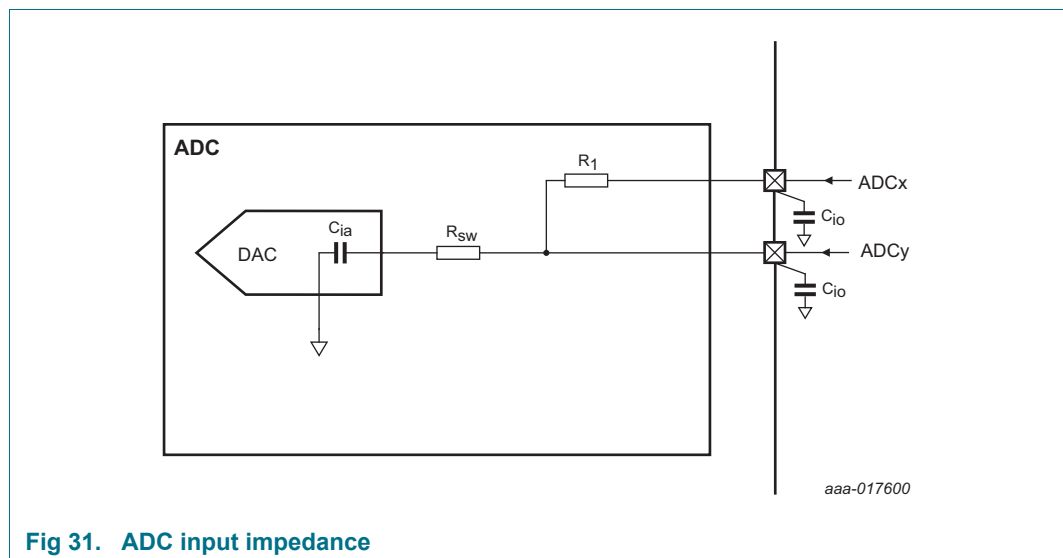 ADC
R1
ADCx
Cio
Cia
Rsw
DAC
ADCy
Cio
aaa-017600
Fig 31. ADC input impedance